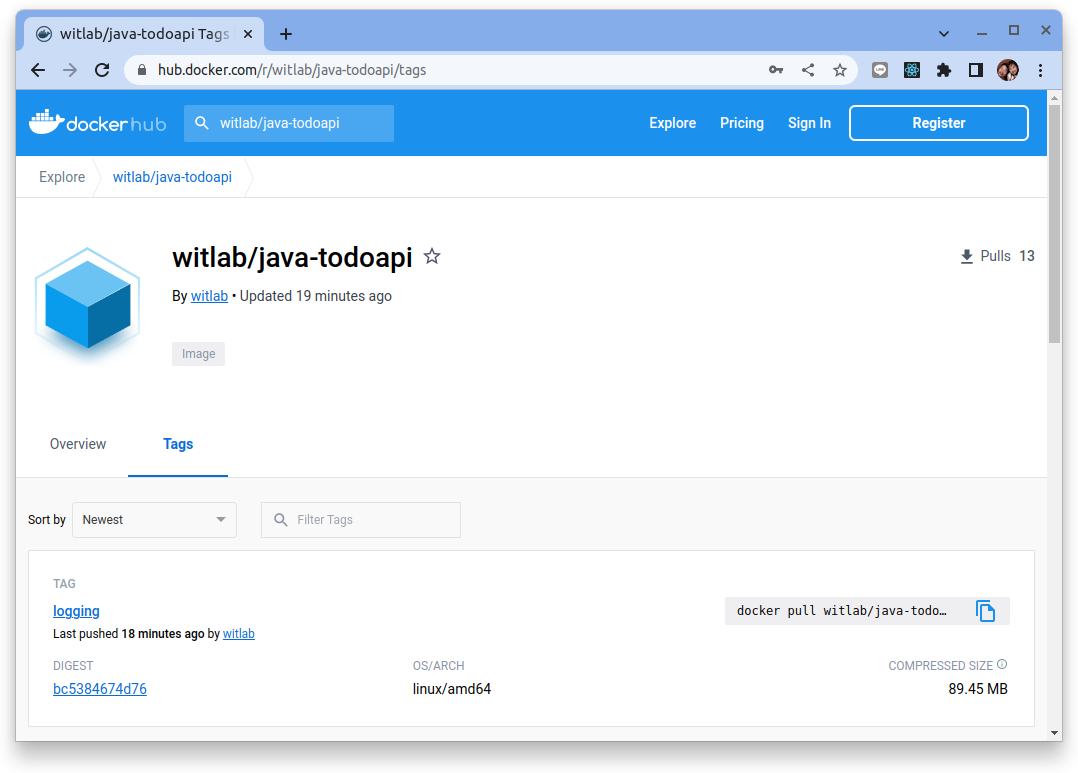 witlab/java-todoapi Tags
hub.docker.com/r/witlab/java-todoapi/tags
docker hub
witlab/java-todoapi
Explore
Pricing
Sign In
Register
Explore
witlab/java-todoapi
witlab/java-todoapi
Pulls 13
By witlab • Updated 19 minutes ago
Image
Overview
Tags
Sort by
Newest
Filter Tags
TAG
logging
docker pull witlab/java-todo…
Last pushed 18 minutes ago by witlab
DIGEST
OS/ARCH
COMPRESSED SIZE
bc5384674d76
linux/amd64
89.45 MB